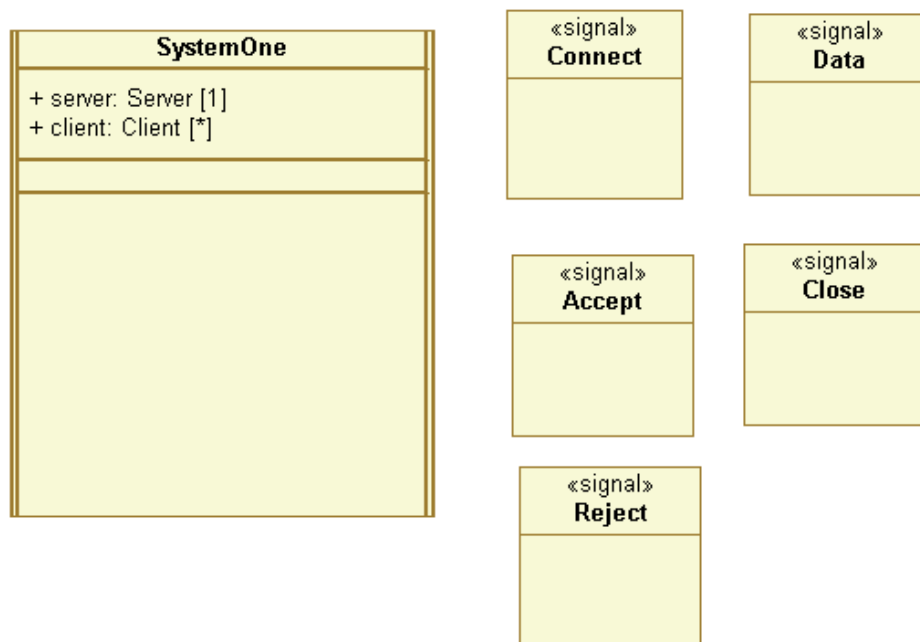 SystemOne
+ server: Server [1]
+ client: Client [*]
«signal»
Connect
«signal»
Data
«signal»
Accept
«signal»
Close
«signal»
Reject